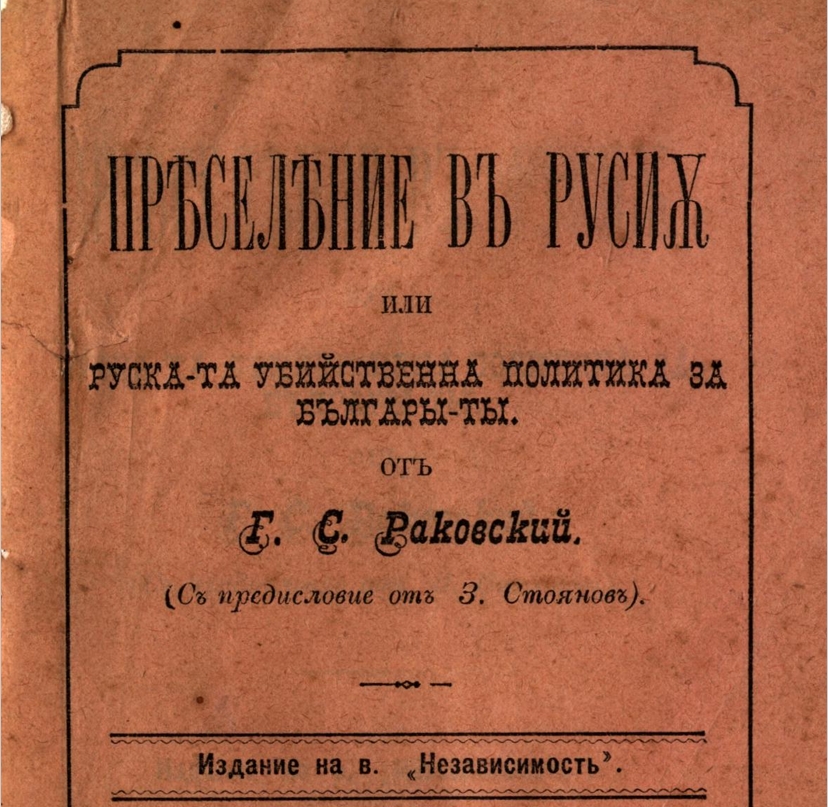 ПРѢСЕЛѢНИЕ ВЪ РУСИѪ
или
РУСКА-ТА УБИЙСТВЕННА ПОЛИТИКА ЗА
БЪЛГАРЫ-ТЫ.
отъ
Г. С. Раковский.
(Съ предисловие отъ З. Стояновъ).
Издание на в. „Независимость".